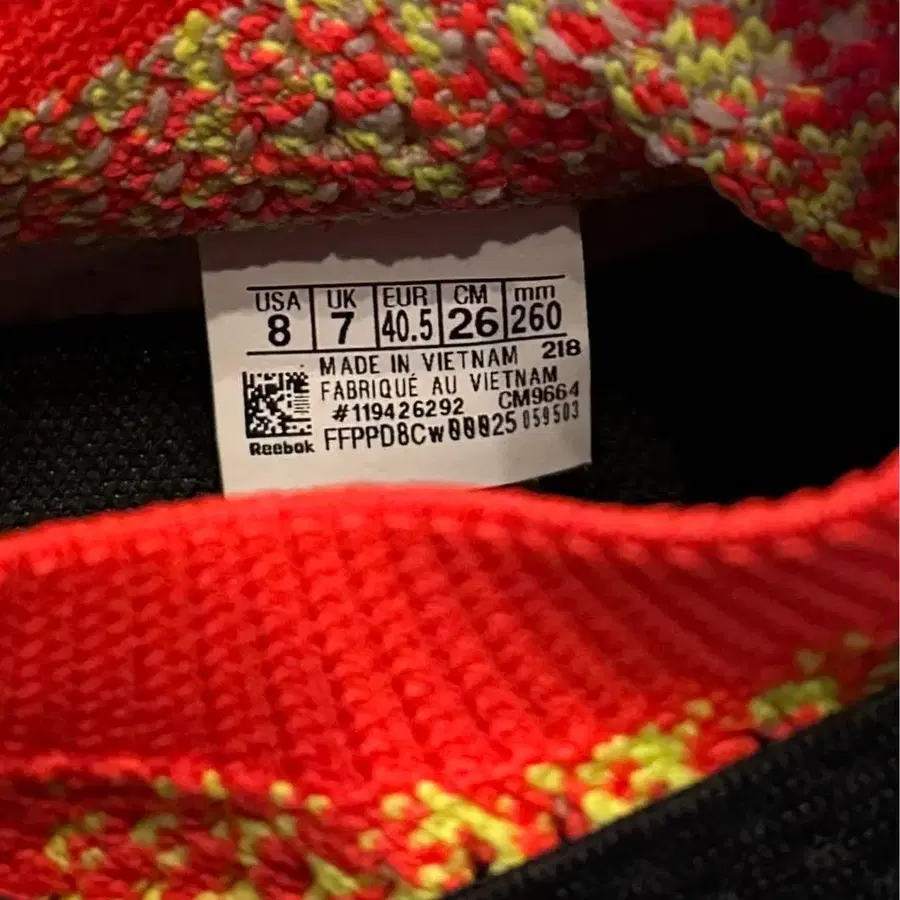 USA UK EUR CM mm
8 7 40.5 26 260
MADE IN VIETNAM 218
FABRIQUÉ AU VIETNAM
#119426292 CM9664
Reebok FFPPD8CW00025 059503